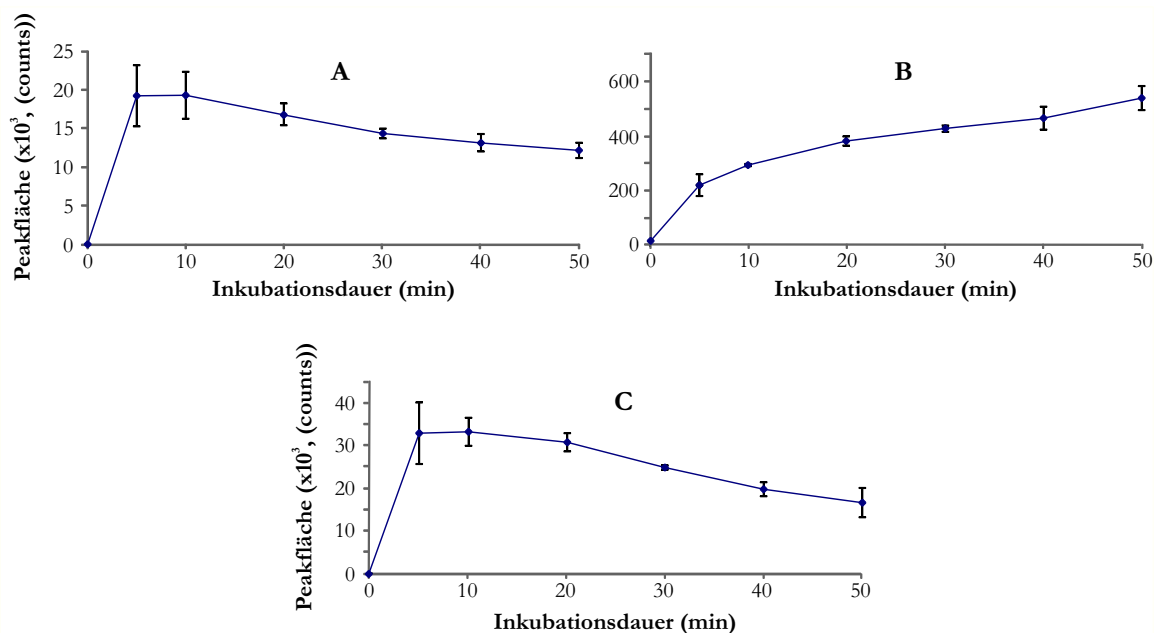 A
Peakfläche (x10³, (counts))
25
20
15
10
5
0
0 10 20 30 40 50
Inkubationsdauer (min)
B
600
400
200
0
0 10 20 30 40 50
Inkubationsdauer (min)
C
Peakfläche (x10³, (counts))
40
30
20
10
0
0 10 20 30 40 50
Inkubationsdauer (min)